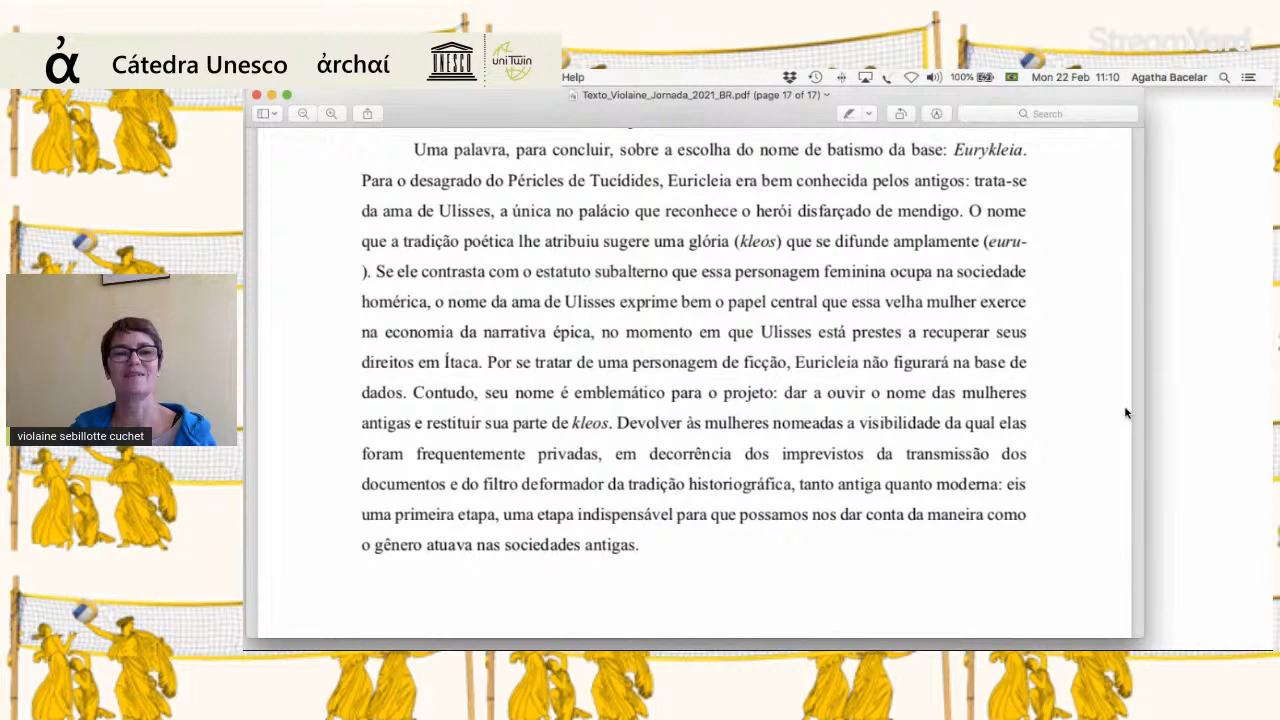 StreamYard
ἀ Cátedra Unesco ἀrchaí UNESCO uniTwin
Help 100% Mon 22 Feb 11:10 Agatha Bacelar
Texto_Violaine_Jornada_2021_BR.pdf (page 17 of 17)
Search
Uma palavra, para concluir, sobre a escolha do nome de batismo da base: Eurykleia.
Para o desagrado do Péricles de Tucídides, Euricleia era bem conhecida pelos antigos: trata-se
da ama de Ulisses, a única no palácio que reconhece o herói disfarçado de mendigo. O nome
que a tradição poética lhe atribuiu sugere uma glória (kleos) que se difunde amplamente (euru-
). Se ele contrasta com o estatuto subalterno que essa personagem feminina ocupa na sociedade
homérica, o nome da ama de Ulisses exprime bem o papel central que essa velha mulher exerce
na economia da narrativa épica, no momento em que Ulisses está prestes a recuperar seus
direitos em Ítaca. Por se tratar de uma personagem de ficção, Euricleia não figurará na base de
dados. Contudo, seu nome é emblemático para o projeto: dar a ouvir o nome das mulheres
antigas e restituir sua parte de kleos. Devolver às mulheres nomeadas a visibilidade da qual elas
foram frequentemente privadas, em decorrência dos imprevistos da transmissão dos
documentos e do filtro deformador da tradição historiográfica, tanto antiga quanto moderna: eis
uma primeira etapa, uma etapa indispensável para que possamos nos dar conta da maneira como
o gênero atuava nas sociedades antigas.
violaine sebillotte cuchet